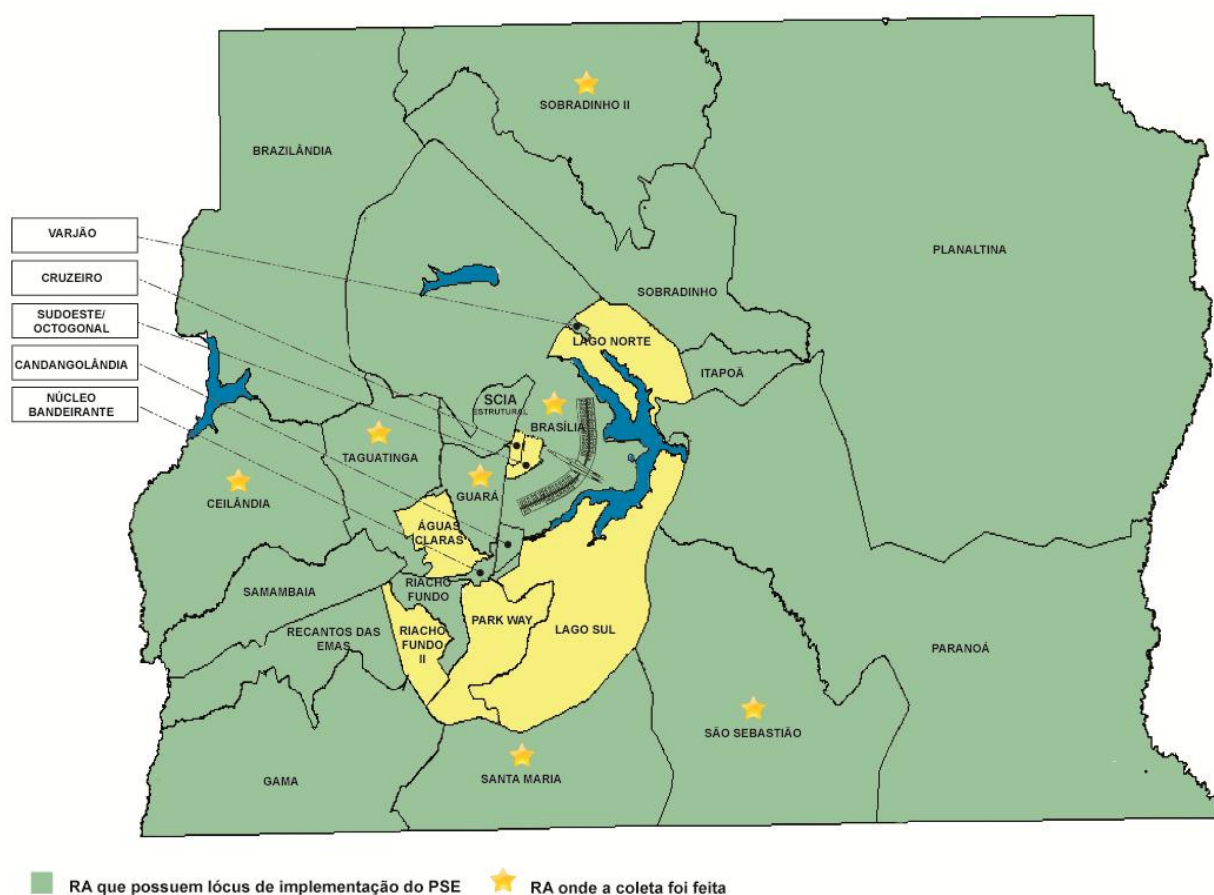 SOBRADINHO II
BRAZILÂNDIA
VARJÃO
CRUZEIRO
SUDOESTE/
OCTOGONAL
CANDANGOLÂNDIA
NÚCLEO
BANDEIRANTE
PLANALTINA
SOBRADINHO
LAGO NORTE
ITAPOÃ
SCIA
ESTRUTURAL
BRASÍLIA
TAGUATINGA
GUARÁ
CEILÂNDIA
ÁGUAS
CLARAS
SAMAMBAIA
RIACHO
FUNDO
RECANTOS DAS
EMAS
RIACHO
FUNDO
II
PARK WAY
LAGO SUL
PARANOÁ
SÃO SEBASTIÃO
GAMA
SANTA MARIA
RA que possuem lócus de implementação do PSE
RA onde a coleta foi feita